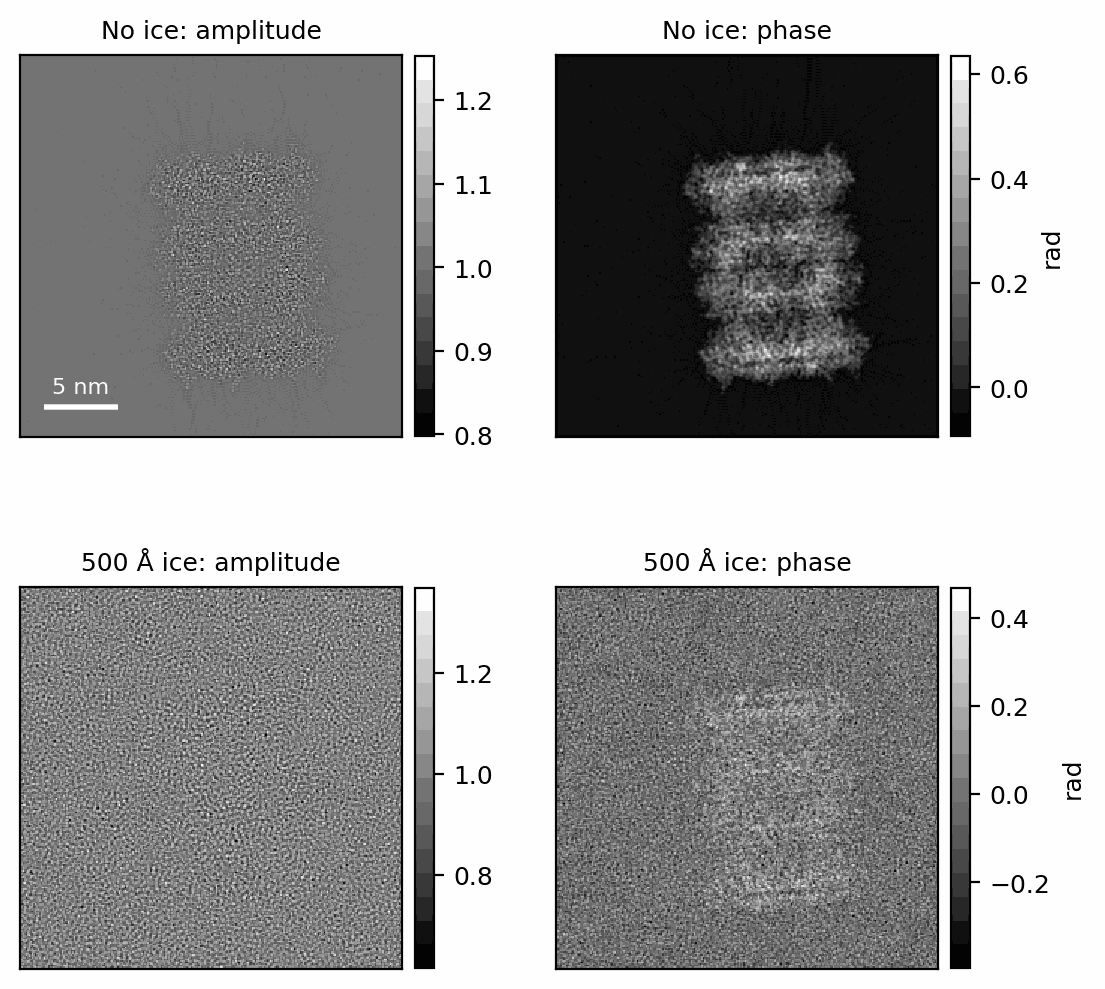 No ice: amplitude
No ice: phase
1.2
1.1
1.0
0.9
0.8
5 nm
0.6
0.4
0.2
0.0
rad
500 Å ice: amplitude
500 Å ice: phase
1.2
1.0
0.8
0.4
0.2
0.0
−0.2
rad